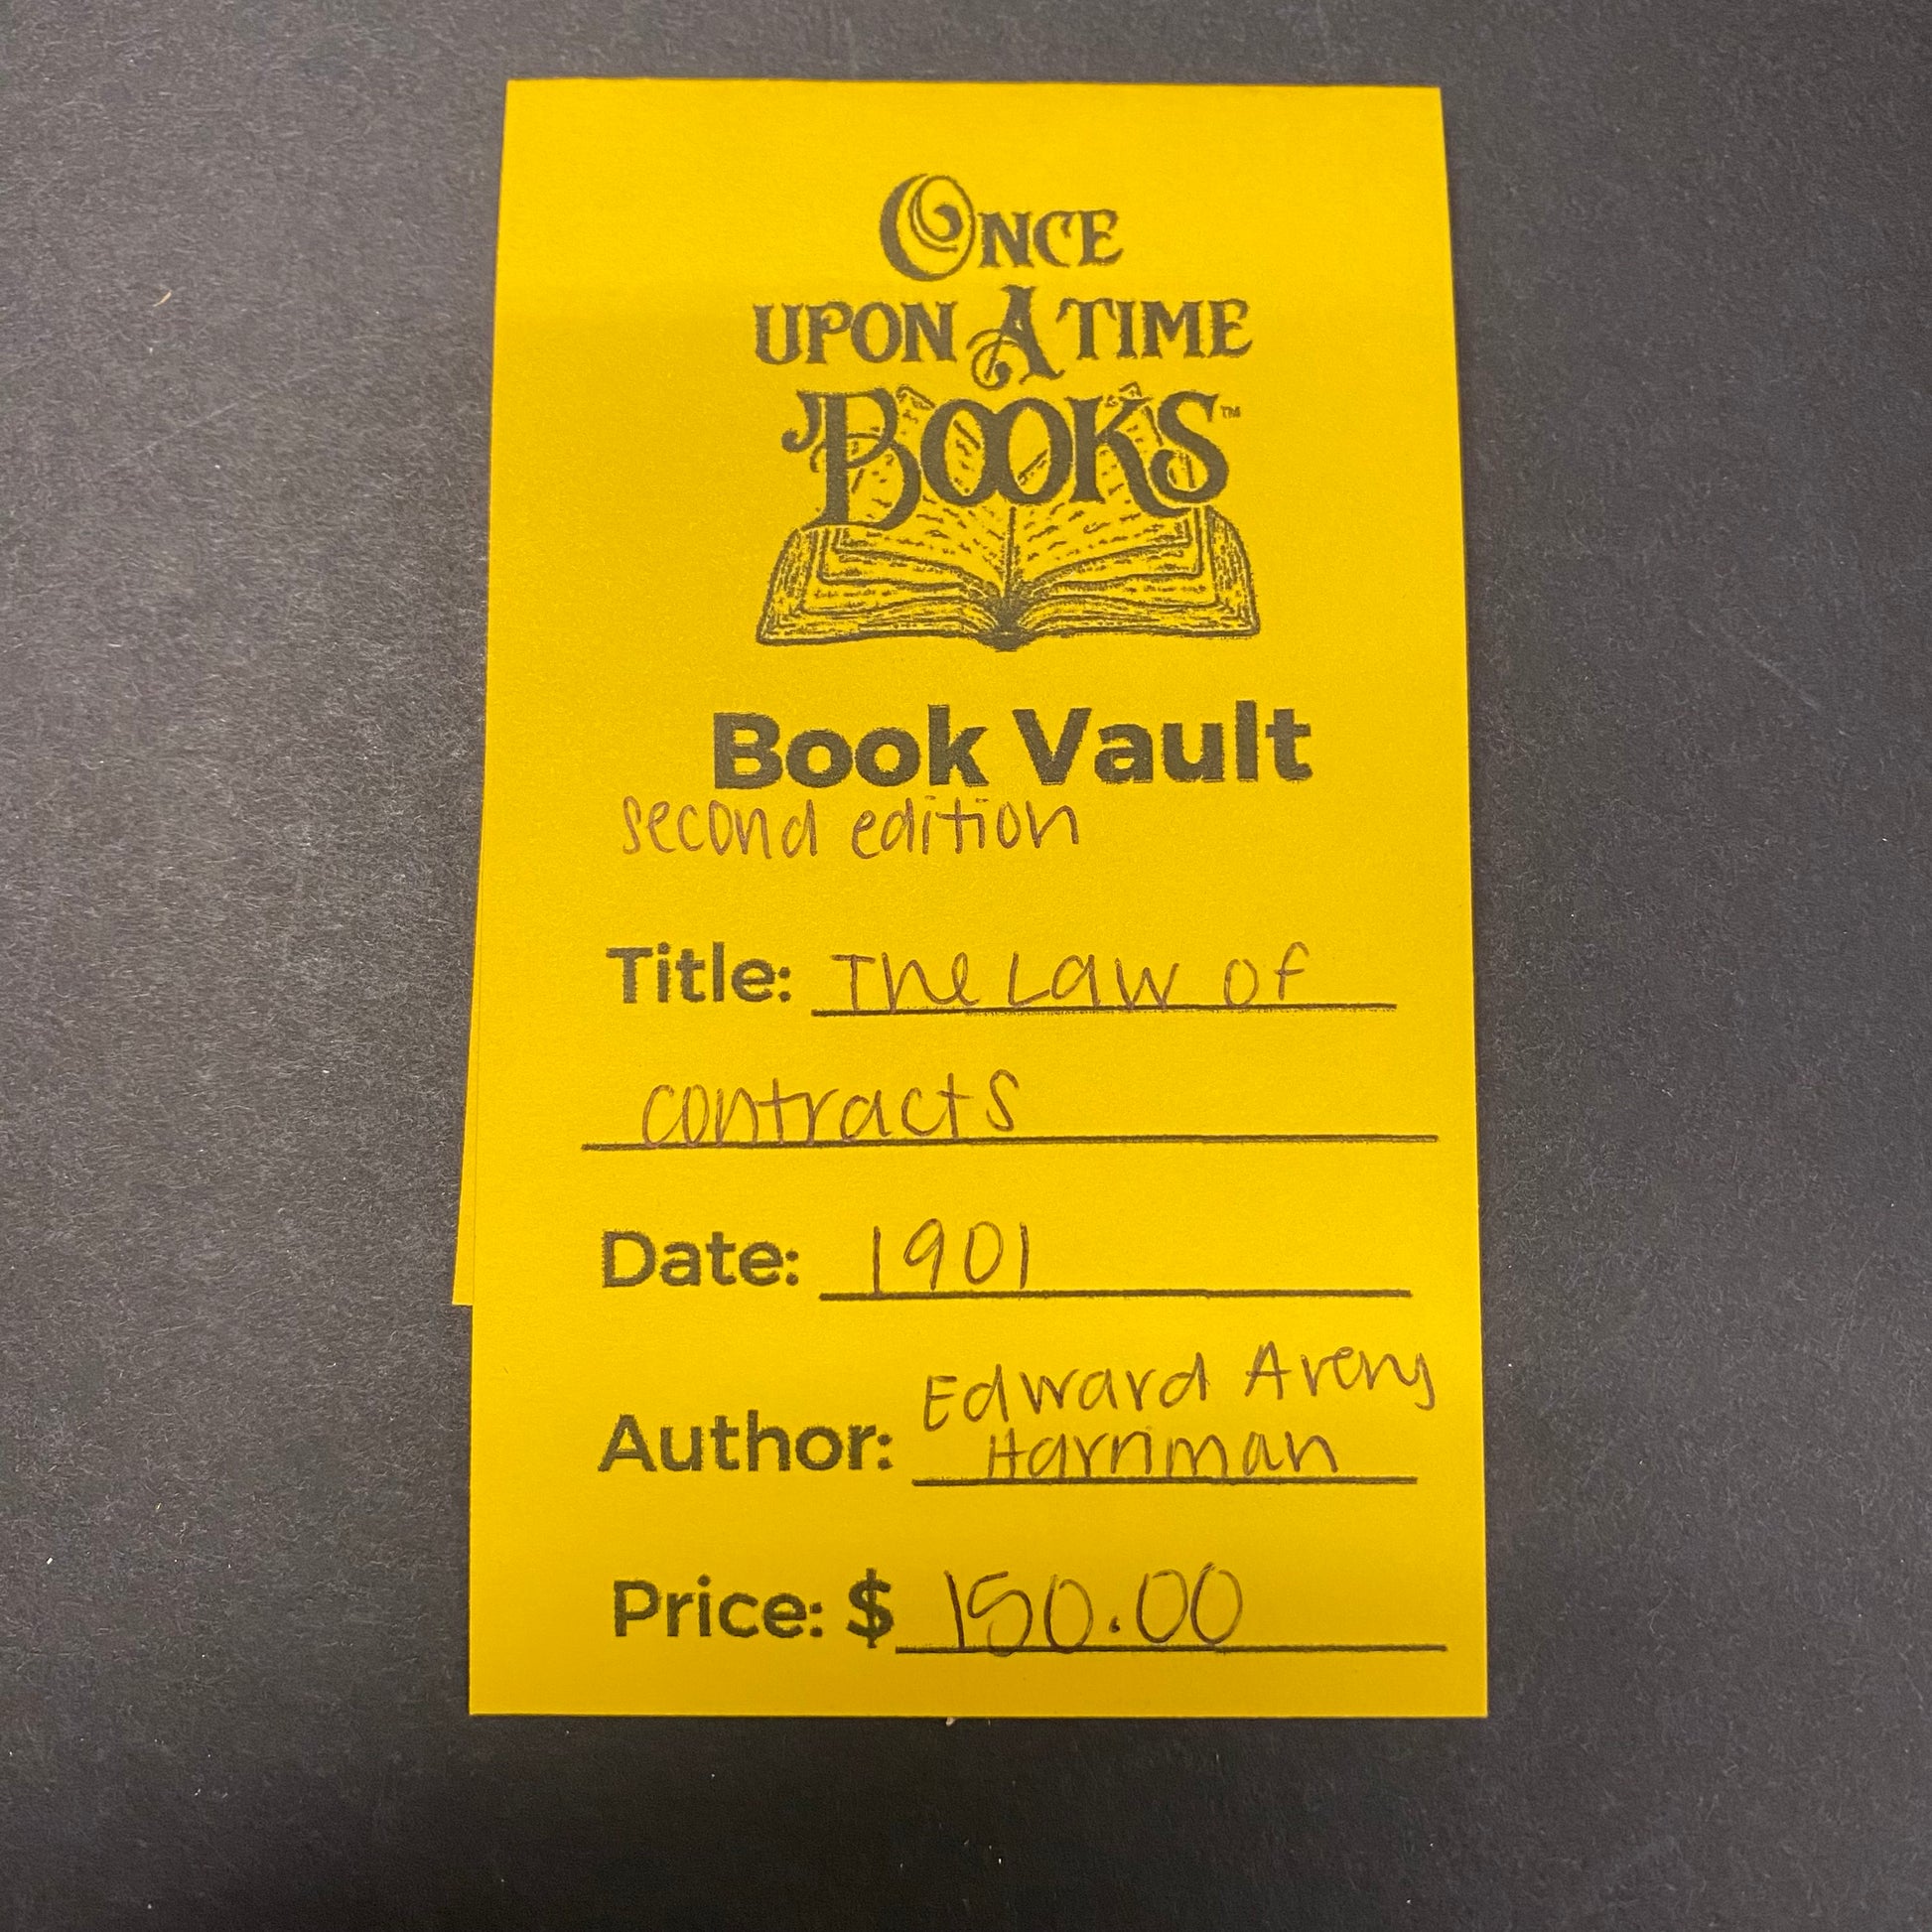 ONCE
UPON A TIME
BOOKS™
Book Vault
second edition
Title: The Law of
contracts
Date: 1901
Edward Avery
Author: Harriman
Price: $ 150.00